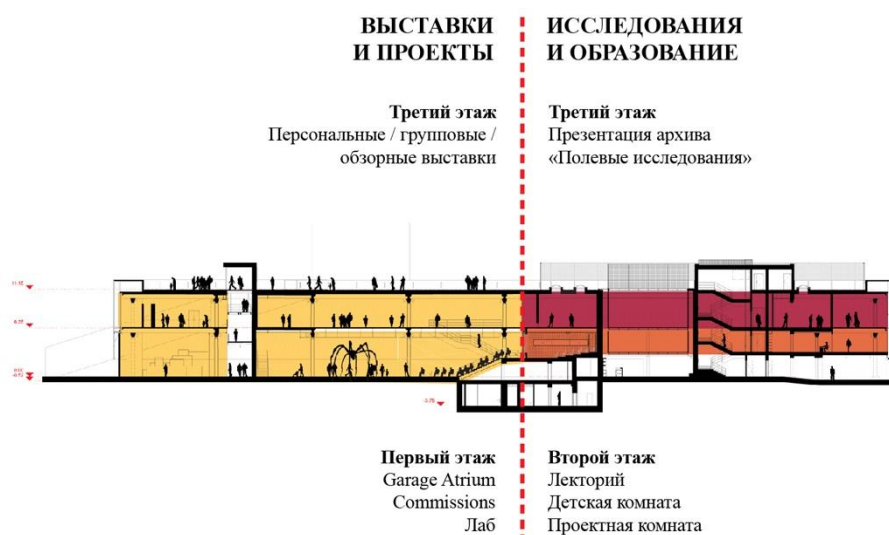 ВЫСТАВКИ
И ПРОЕКТЫ
ИССЛЕДОВАНИЯ
И ОБРАЗОВАНИЕ
Третий этаж
Персональные / групповые /
обзорные выставки
Третий этаж
Презентация архива
«Полевые исследования»
Первый этаж
Garage Atrium
Commissions
Лаб
Второй этаж
Лекторий
Детская комната
Проектная комната